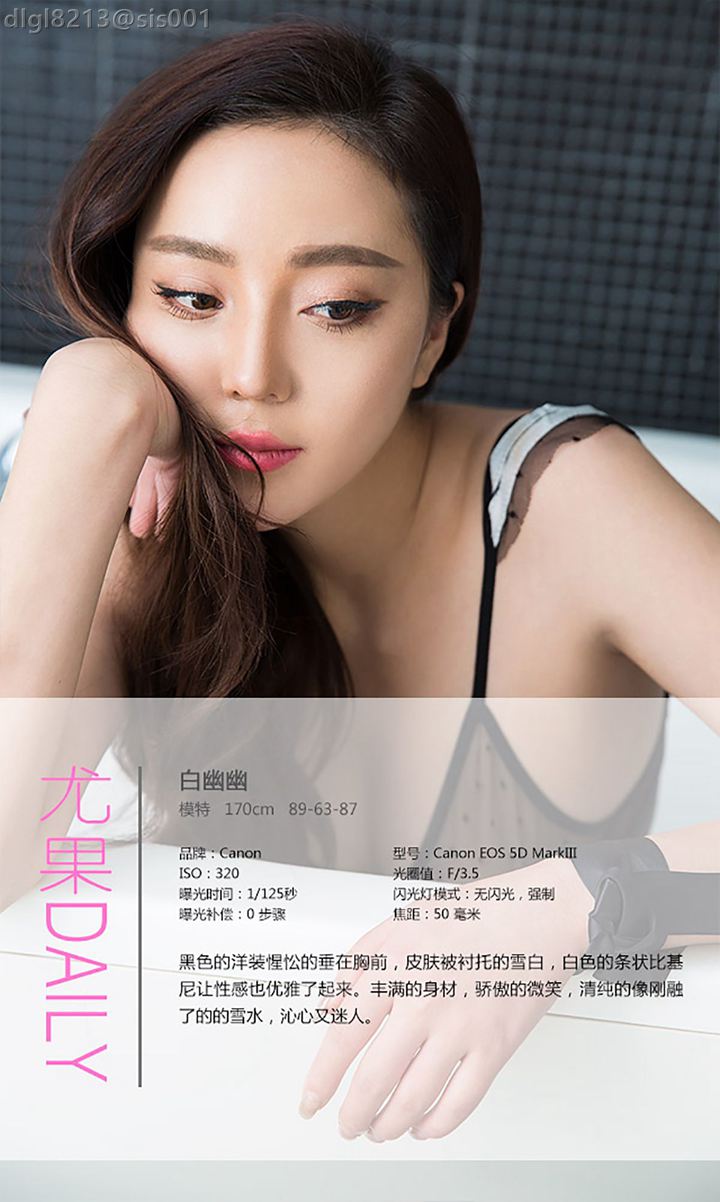 dlgl8213@sis001
尤果DAILY
白幽幽
模特 170cm 89-63-87
品牌：Canon
型号：Canon EOS 5D MarkⅢ
ISO：320
光圈值：F/3.5
曝光时间：1/125秒
闪光灯模式：无闪光，强制
曝光补偿：0 步骤
焦距：50 毫米
黑色的洋装惺忪的垂在胸前，皮肤被衬托的雪白，白色的条状比基
尼让性感也优雅了起来。丰满的身材，骄傲的微笑，清纯的像刚融
了的的雪水，沁心又迷人。